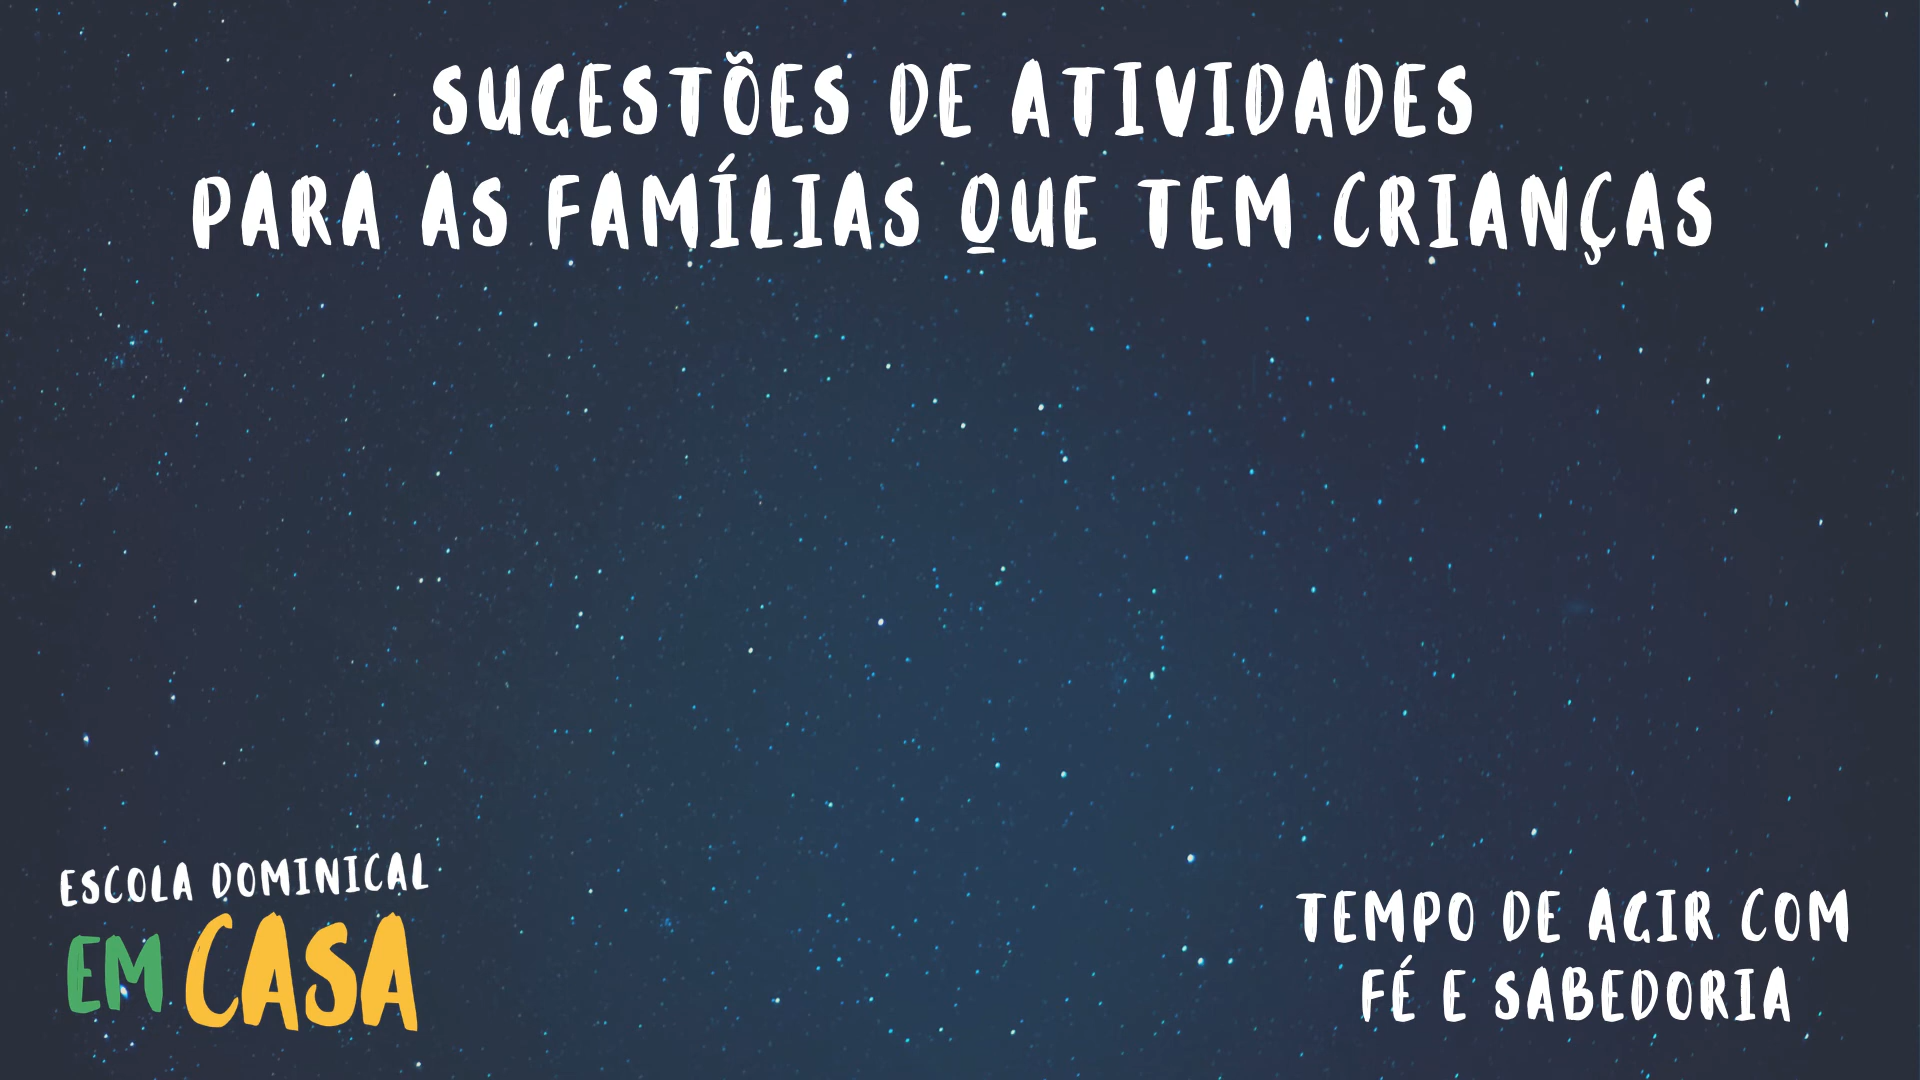 SUGESTÕES DE ATIVIDADES
PARA AS FAMÍLIAS QUE TEM CRIANÇAS
ESCOLA DOMINICAL
EM CASA
TEMPO DE AGIR COM
FÉ E SABEDORIA